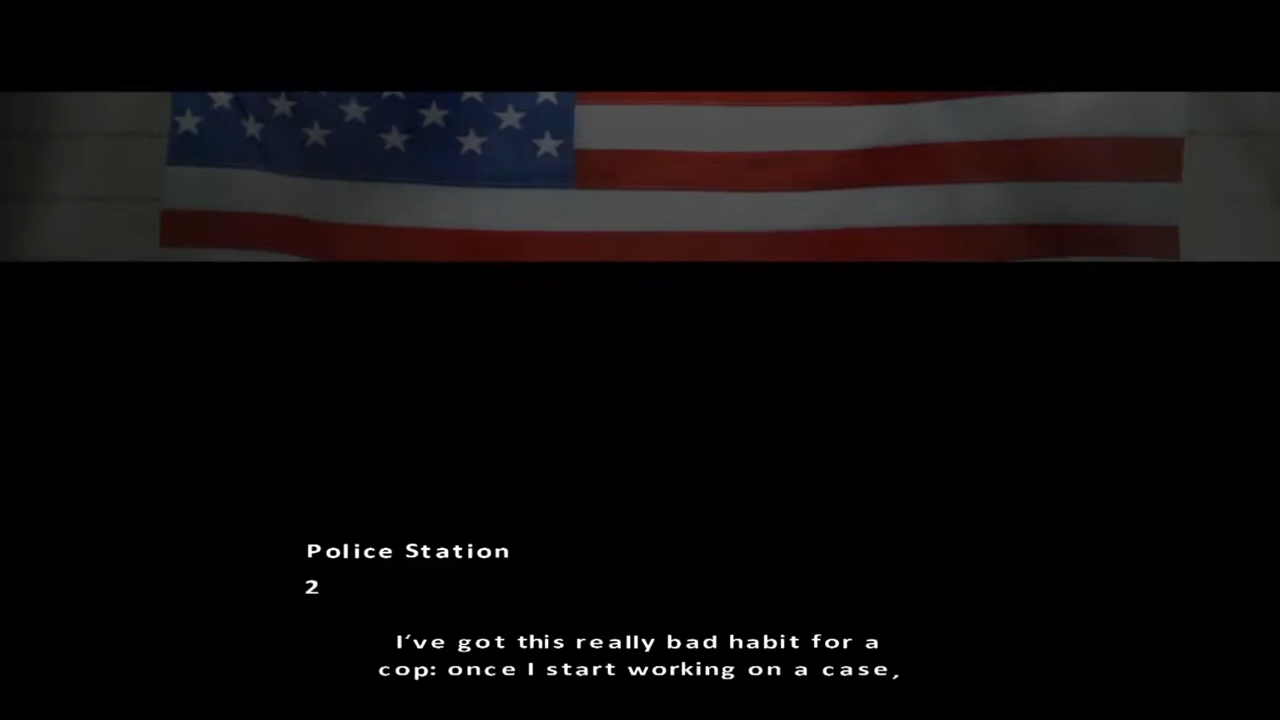 Police Station
2
I've got this really bad habit for a
cop: once I start working on a case,